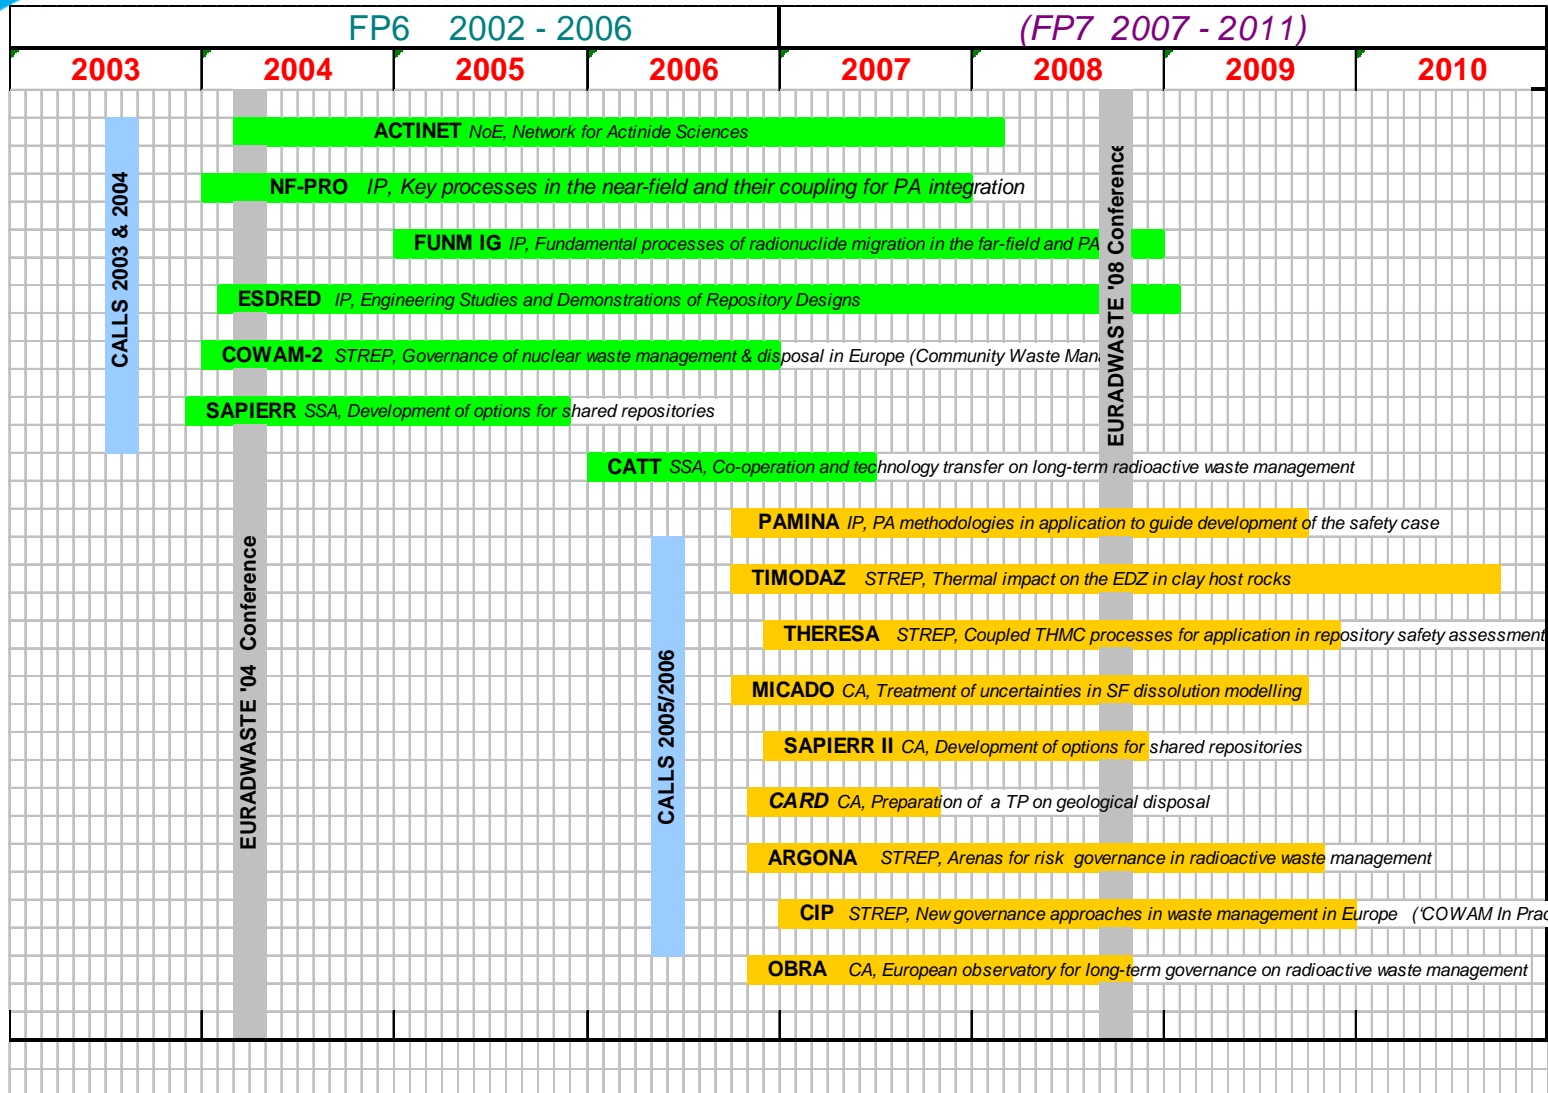 FP6 2002 - 2006
(FP7 2007 - 2011)
2003 2004 2005 2006 2007 2008 2009 2010
CALLS 2003 & 2004
EURADWASTE '04 Conference
CALLS 2005/2006
EURADWASTE '08 Conference
ACTINET NoE, Network for Actinide Sciences
NF-PRO IP, Key processes in the near-field and their coupling for PA integration
FUNM IG IP, Fundamental processes of radionuclide migration in the far-field and PA
ESDRED IP, Engineering Studies and Demonstrations of Repository Designs
COWAM-2 STREP, Governance of nuclear waste management & disposal in Europe (Community Waste Man
SAPIERR SSA, Development of options for shared repositories
CATT SSA, Co-operation and technology transfer on long-term radioactive waste management
PAMINA IP, PA methodologies in application to guide development of the safety case
TIMODAZ STREP, Thermal impact on the EDZ in clay host rocks
THERESA STREP, Coupled THMC processes for application in repository safety assessment
MICADO CA, Treatment of uncertainties in SF dissolution modelling
SAPIERR II CA, Development of options for shared repositories
CARD CA, Preparation of a TP on geological disposal
ARGONA STREP, Arenas for risk governance in radioactive waste management
CIP STREP, New governance approaches in waste management in Europe ('COWAM In Prac
OBRA CA, European observatory for long-term governance on radioactive waste management